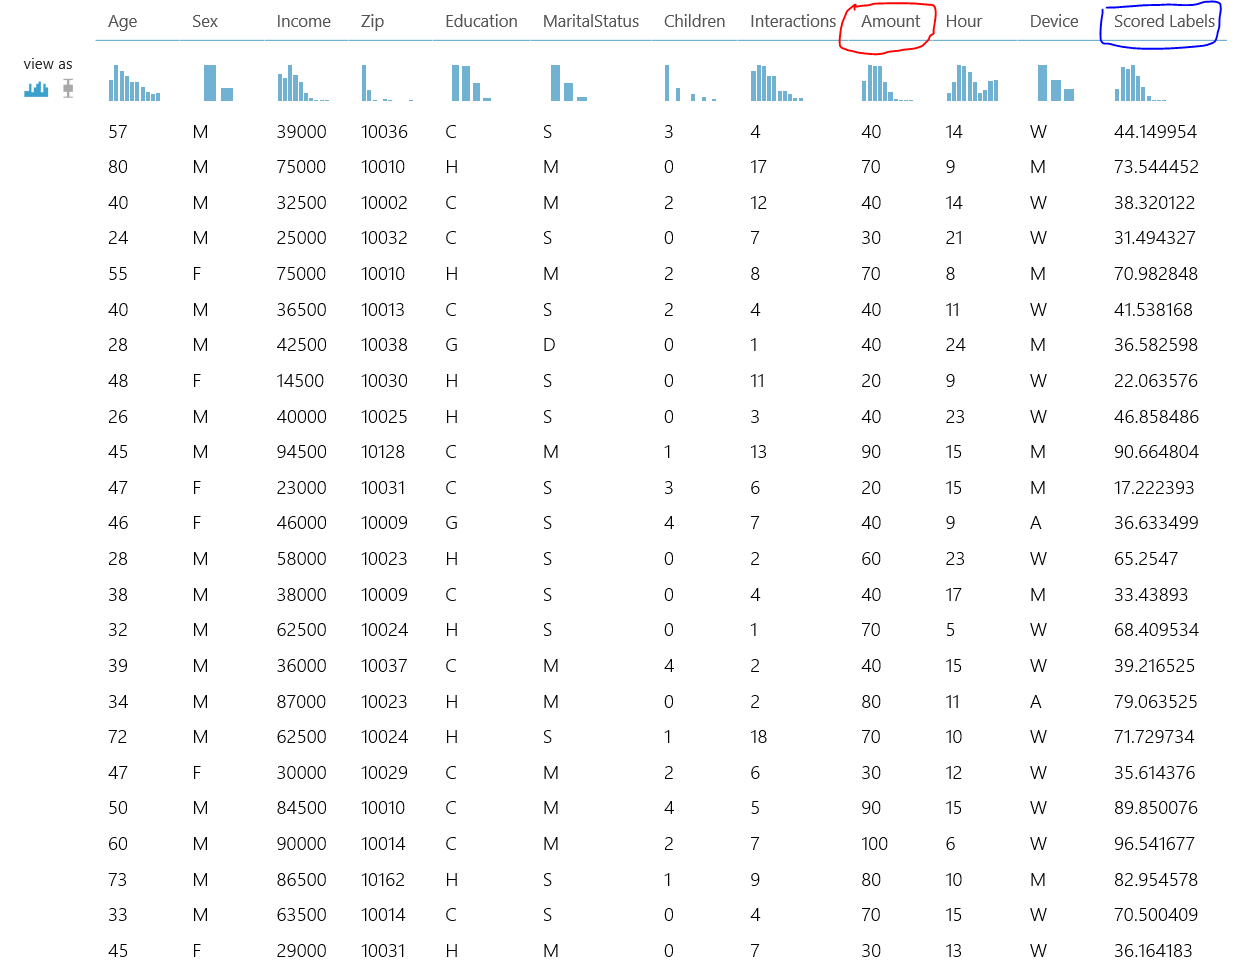 Age Sex Income Zip Education MaritalStatus Children Interactions Amount Hour Device Scored Labels
view as
57 M 39000 10036 C S 3 4 40 14 W 44.149954
80 M 75000 10010 H M 0 17 70 9 M 73.544452
40 M 32500 10002 C M 2 12 40 14 W 38.320122
24 M 25000 10032 C S 0 7 30 21 W 31.494327
55 F 75000 10010 H M 2 8 70 8 M 70.982848
40 M 36500 10013 C S 2 4 40 11 W 41.538168
28 M 42500 10038 G D 0 1 40 24 M 36.582598
48 F 14500 10030 H S 0 11 20 9 W 22.063576
26 M 40000 10025 H S 0 3 40 23 W 46.858486
45 M 94500 10128 C M 1 13 90 15 M 90.664804
47 F 23000 10031 C S 3 6 20 15 M 17.222393
46 F 46000 10009 G S 4 7 40 9 A 36.633499
28 M 58000 10023 H S 0 2 60 23 W 65.2547
38 M 38000 10009 C S 0 4 40 17 M 33.43893
32 M 62500 10024 H S 0 1 70 5 W 68.409534
39 M 36000 10037 C M 4 2 40 15 W 39.216525
34 M 87000 10023 H M 0 2 80 11 A 79.063525
72 M 62500 10024 H S 1 18 70 10 W 71.729734
47 F 30000 10029 C M 2 6 30 12 W 35.614376
50 M 84500 10010 C M 4 5 90 15 W 89.850076
60 M 90000 10014 C M 2 7 100 6 W 96.541677
73 M 86500 10162 H S 1 9 80 10 M 82.954578
33 M 63500 10014 C S 0 4 70 15 W 70.500409
45 F 29000 10031 H M 0 7 30 13 W 36.164183